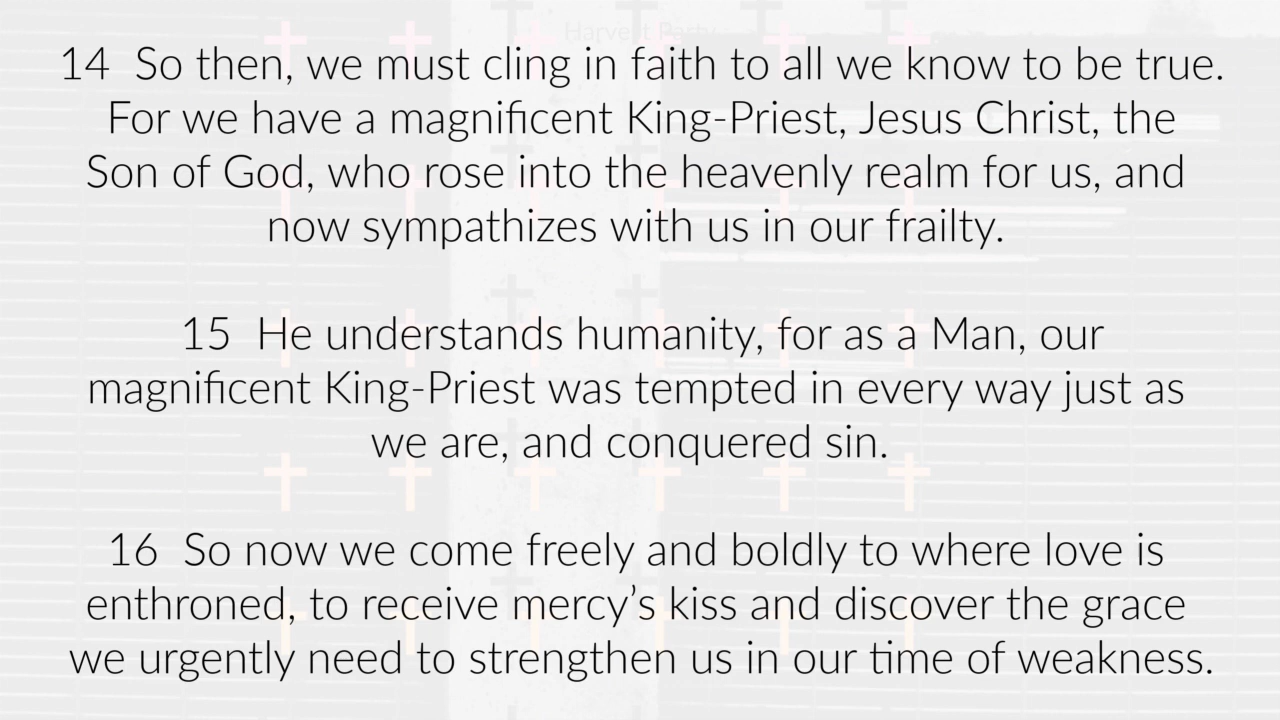 Harvest Party
14 So then, we must cling in faith to all we know to be true.
For we have a magnificent King-Priest, Jesus Christ, the
Son of God, who rose into the heavenly realm for us, and
now sympathizes with us in our frailty.
15 He understands humanity, for as a Man, our
magnificent King-Priest was tempted in every way just as
we are, and conquered sin.
16 So now we come freely and boldly to where love is
enthroned, to receive mercy’s kiss and discover the grace
we urgently need to strengthen us in our time of weakness.